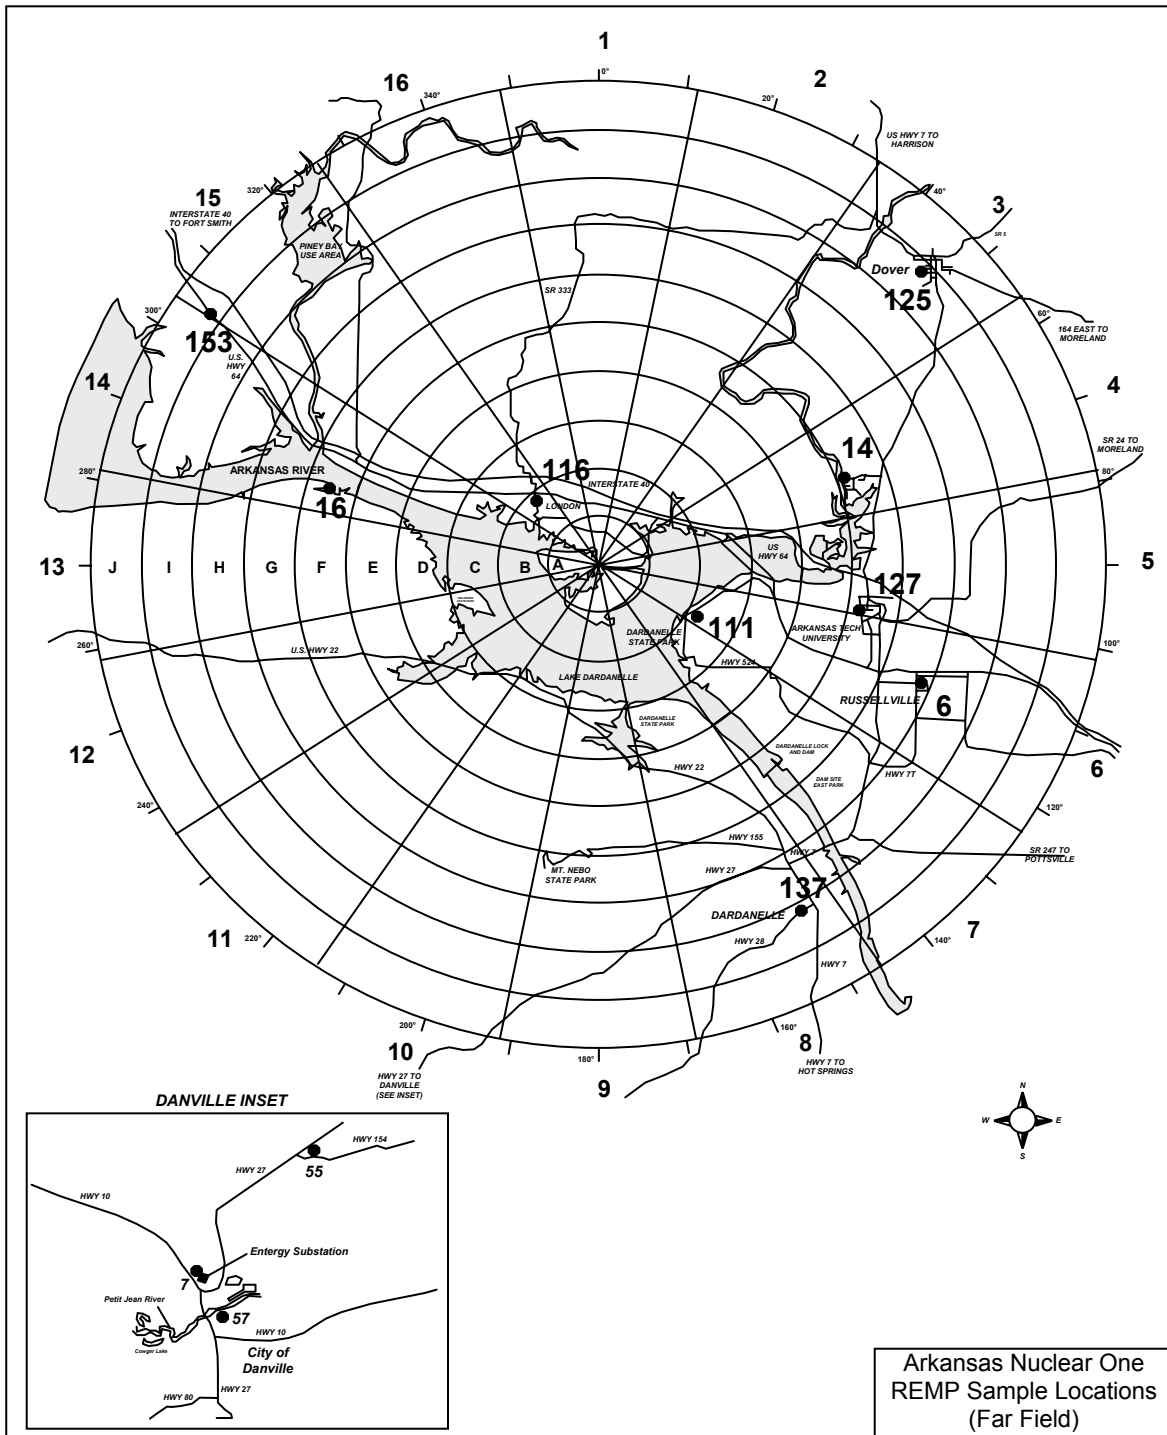 1
0°
2
20°
16
340°
US HWY 7 TO
HARRISON
40°
3
SR 5
320°
15
INTERSTATE 40
TO FORT SMITH
PINEY BAY
USE AREA
Dover
125
SR 333
60°
164 EAST TO
MORELAND
300°
153
U.S.
HWY
64
14
4
SR 24 TO
MORELAND
80°
14
116
INTERSTATE 40
LONDON
ARKANSAS RIVER
280°
16
US
HWY 64
13
J
I
H
G
F
E
D
C
B
A
5
127
ARKANSAS TECH
UNIVERSITY
111
DARDANELLE
STATE PARK
100°
260°
U.S. HWY 22
HWY 524
LAKE DARDANELLE
RUSSELLVILLE
6
DARDANELLE
STATE PARK
12
DARDANELLE LOCK
AND DAM
6
HWY 22
HWY 7T
DAM SITE
EAST PARK
240°
120°
HWY 155
HWY 7
SR 247 TO
POTTSVILLE
MT. NEBO
STATE PARK
HWY 27
137
DARDANELLE
11
220°
HWY 28
7
140°
HWY 7
200°
160°
10
180°
8
HWY 27 TO
DANVILLE
(SEE INSET)
9
HWY 7 TO
HOT SPRINGS
DANVILLE INSET
N
W
E
S
HWY 154
55
HWY 27
HWY 10
Entergy Substation
7
Petit Jean River
57
HWY 10
Cowger Lake
City of
Danville
HWY 27
HWY 80
Arkansas Nuclear One
REMP Sample Locations
(Far Field)